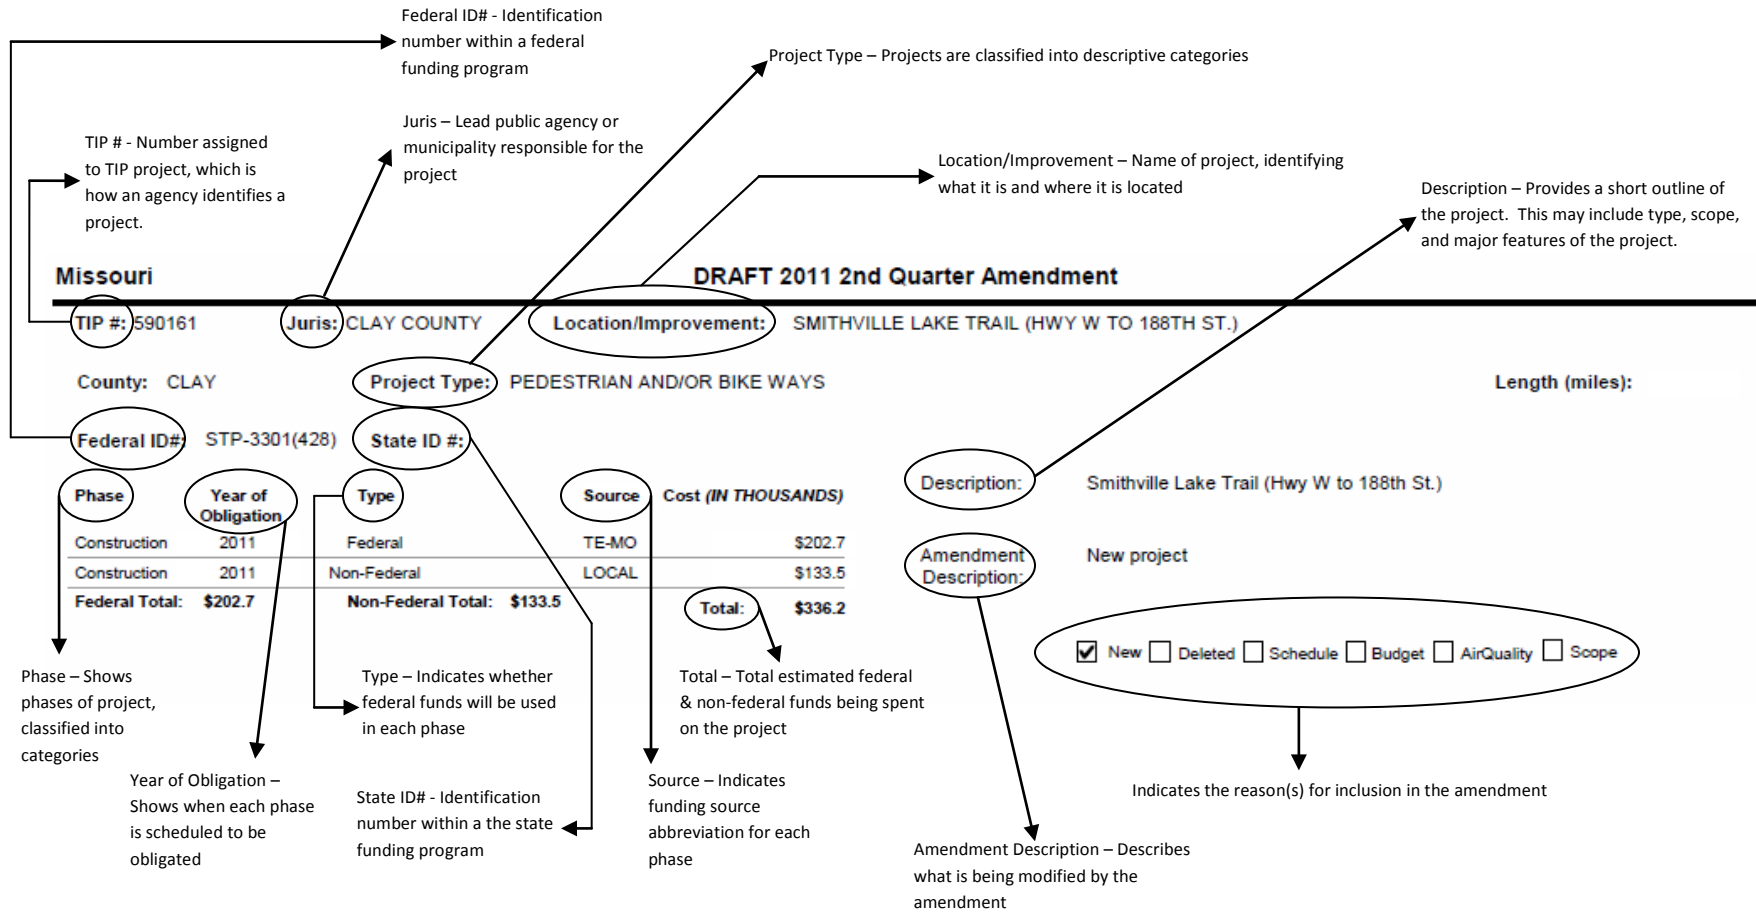 Federal ID# - Identification
number within a federal
funding program
Project Type – Projects are classified into descriptive categories
Juris – Lead public agency or
municipality responsible for the
project
TIP # - Number assigned
to TIP project, which is
how an agency identifies a
project.
Location/Improvement – Name of project, identifying
what it is and where it is located
Description – Provides a short outline of
the project.  This may include type, scope,
and major features of the project.
Missouri DRAFT 2011 2nd Quarter Amendment
TIP #: 590161 Juris: CLAY COUNTY Location/Improvement: SMITHVILLE LAKE TRAIL (HWY W TO 188TH ST.)
County: CLAY Project Type: PEDESTRIAN AND/OR BIKE WAYS Length (miles):
Federal ID#: STP-3301(428) State ID #:
Phase Year of Obligation Type Source Cost (IN THOUSANDS)
Construction 2011 Federal TE-MO $202.7
Construction 2011 Non-Federal LOCAL $133.5
Federal Total: $202.7 Non-Federal Total: $133.5 Total: $336.2
Description: Smithville Lake Trail (Hwy W to 188th St.)
Amendment Description: New project
New Deleted Schedule Budget AirQuality Scope
Phase – Shows
phases of project,
classified into
categories
Year of Obligation –
Shows when each phase
is scheduled to be
obligated
Type – Indicates whether
federal funds will be used
in each phase
State ID# - Identification
number within a the state
funding program
Total – Total estimated federal
& non-federal funds being spent
on the project
Source – Indicates
funding source
abbreviation for each
phase
Indicates the reason(s) for inclusion in the amendment
Amendment Description – Describes
what is being modified by the
amendment